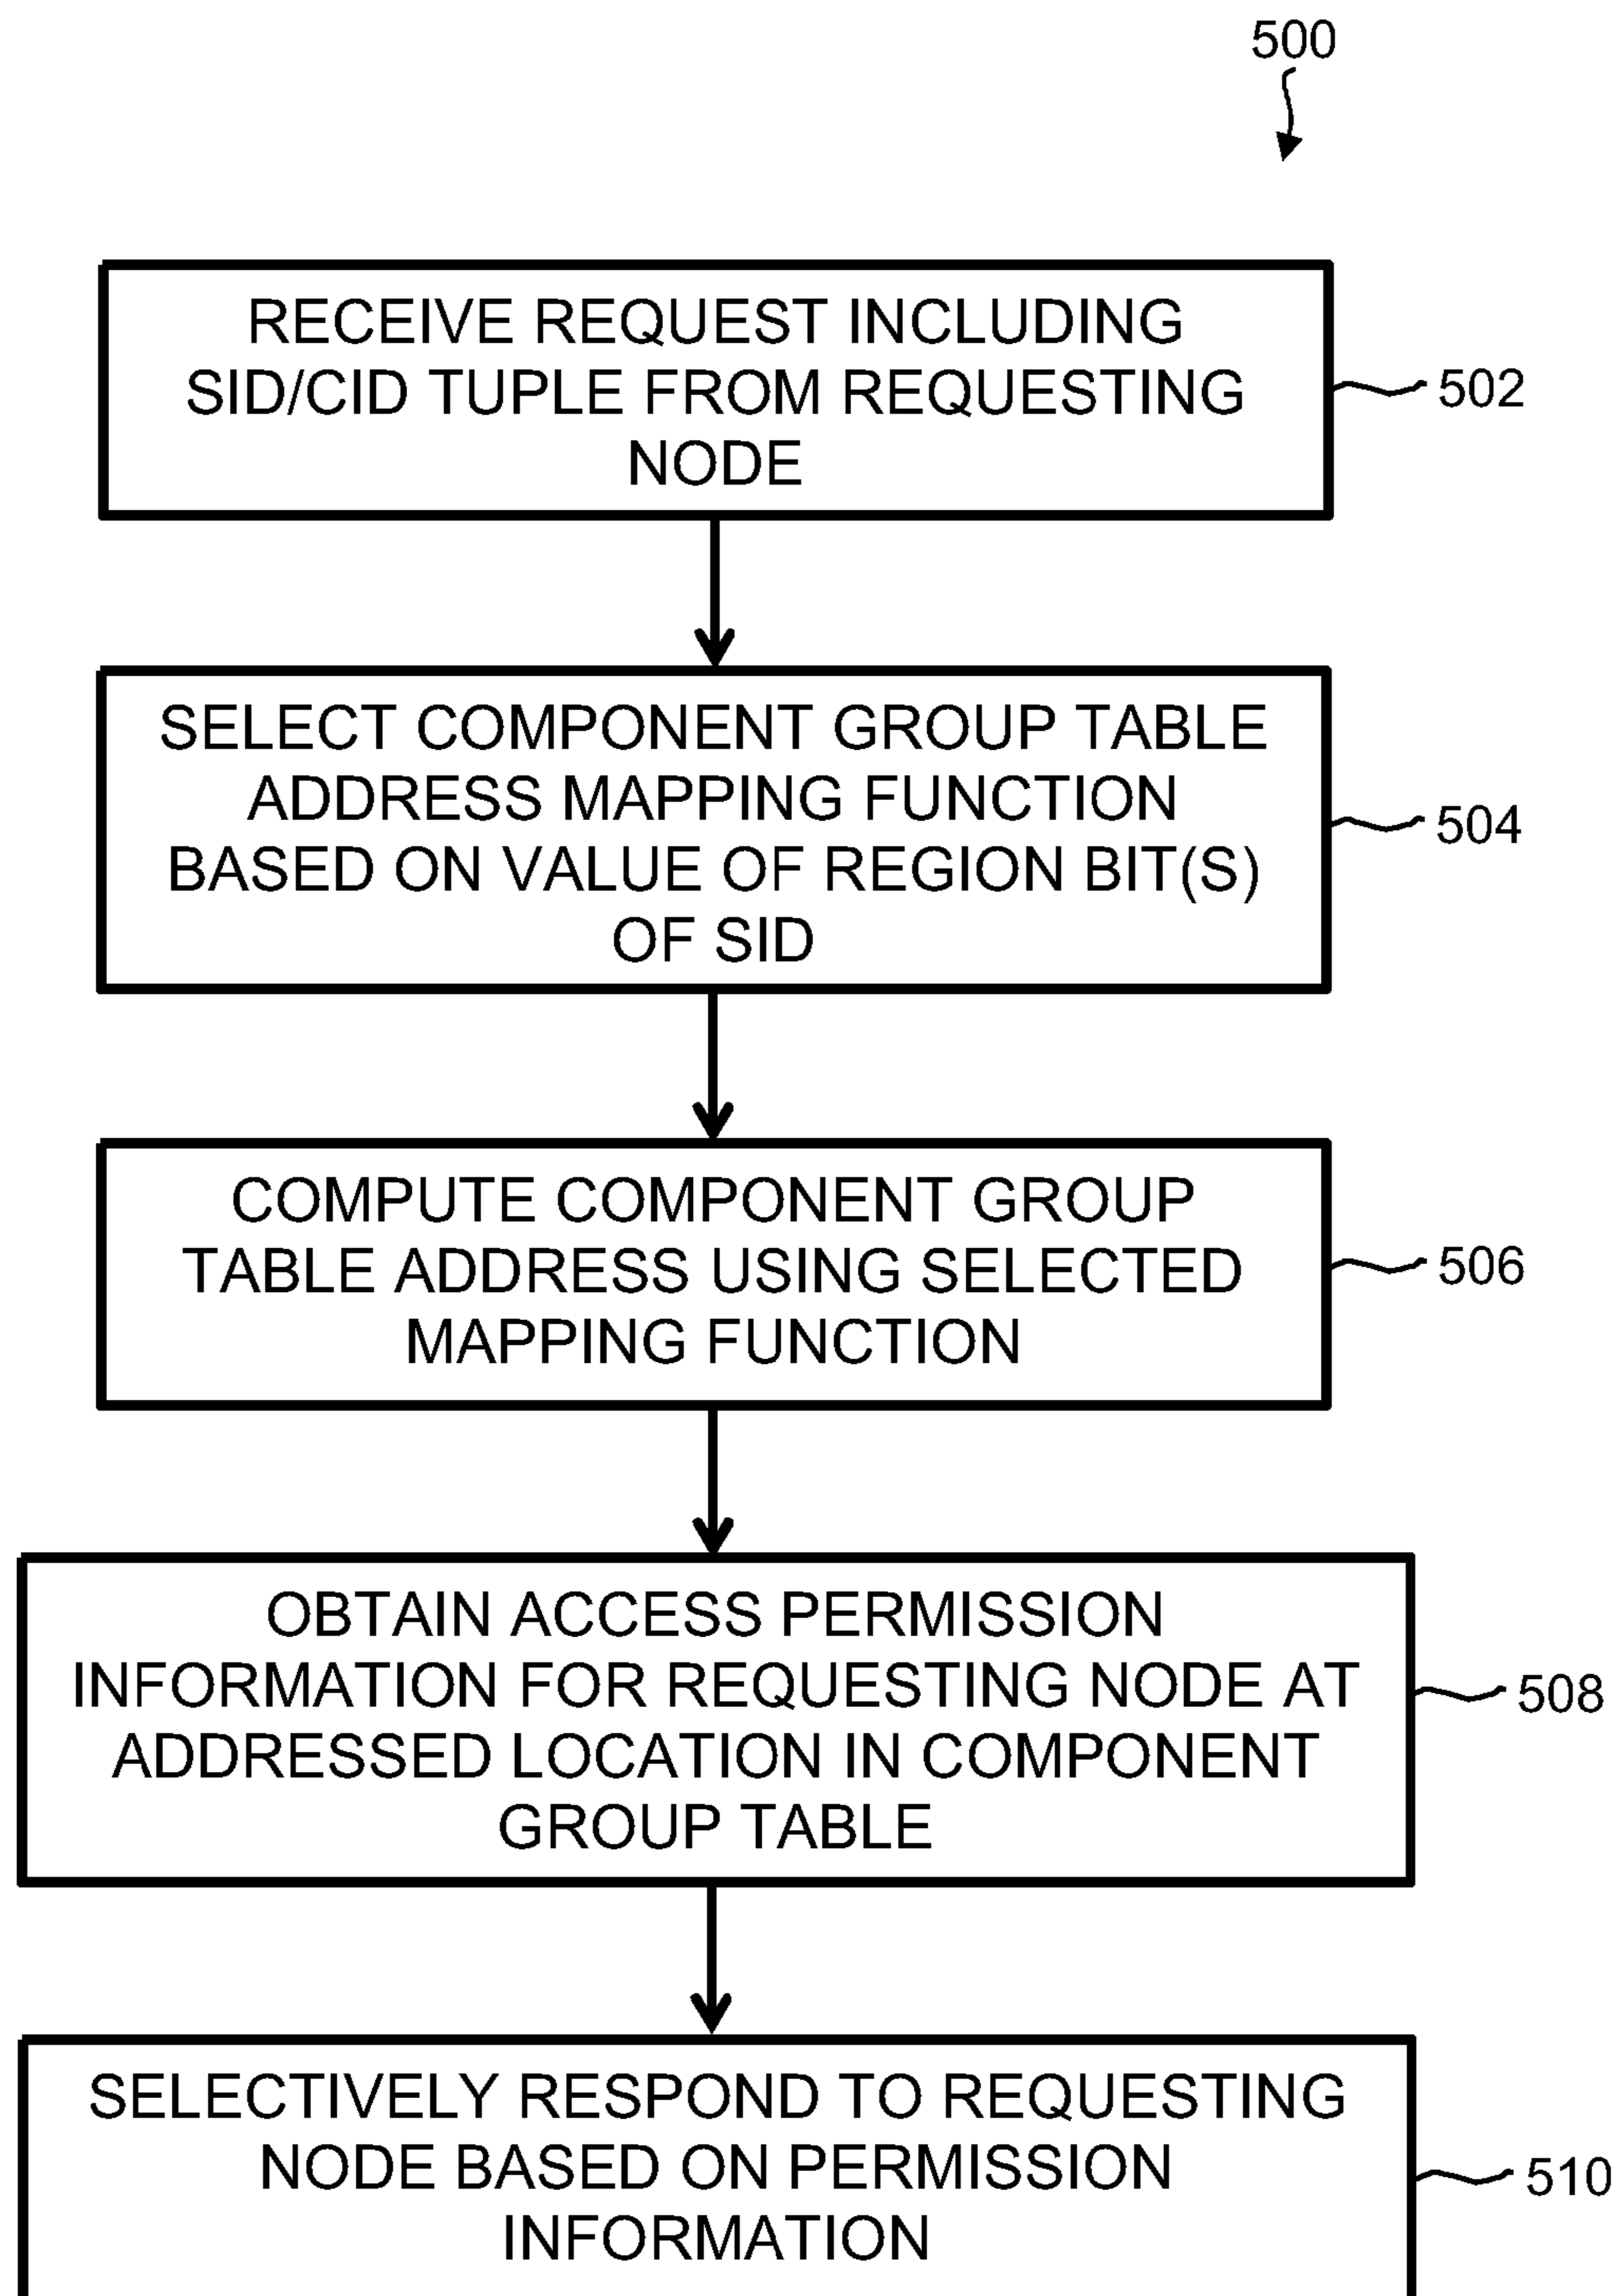 500
RECEIVE REQUEST INCLUDING
SID/CID TUPLE FROM REQUESTING
NODE
502
SELECT COMPONENT GROUP TABLE
ADDRESS MAPPING FUNCTION
BASED ON VALUE OF REGION BIT(S)
OF SID
504
COMPUTE COMPONENT GROUP
TABLE ADDRESS USING SELECTED
MAPPING FUNCTION
506
OBTAIN ACCESS PERMISSION
INFORMATION FOR REQUESTING NODE AT
ADDRESSED LOCATION IN COMPONENT
GROUP TABLE
508
SELECTIVELY RESPOND TO REQUESTING
NODE BASED ON PERMISSION
INFORMATION
510